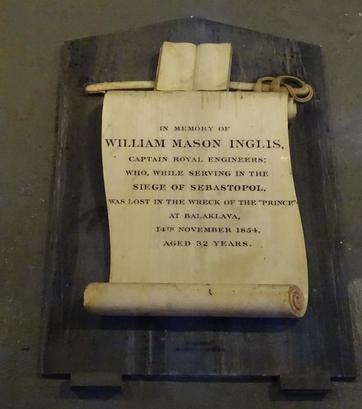 IN MEMORY OF
WILLIAM MASON INGLIS,
CAPTAIN ROYAL ENGINEERS;
WHO, WHILE SERVING IN THE
SIEGE OF SEBASTOPOL,
WAS LOST IN THE WRECK OF THE "PRINCE"
AT BALAKLAVA,
14TH NOVEMBER 1854,
AGED 32 YEARS.